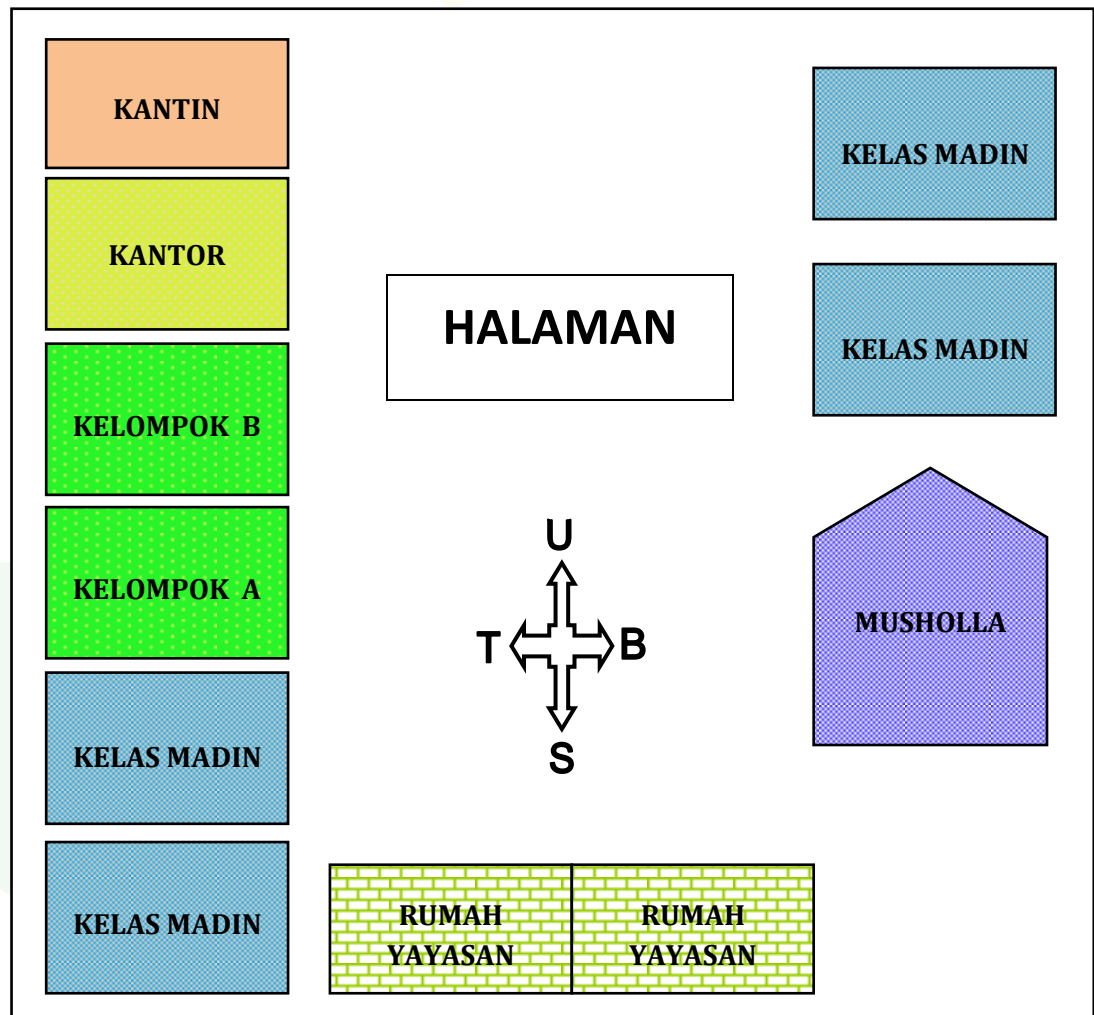 KANTIN
KELAS MADIN
KANTOR
HALAMAN
KELAS MADIN
KELOMPOK  B
KELOMPOK  A
U
T
B
S
MUSHOLLA
KELAS MADIN
KELAS MADIN
RUMAH
YAYASAN
RUMAH
YAYASAN